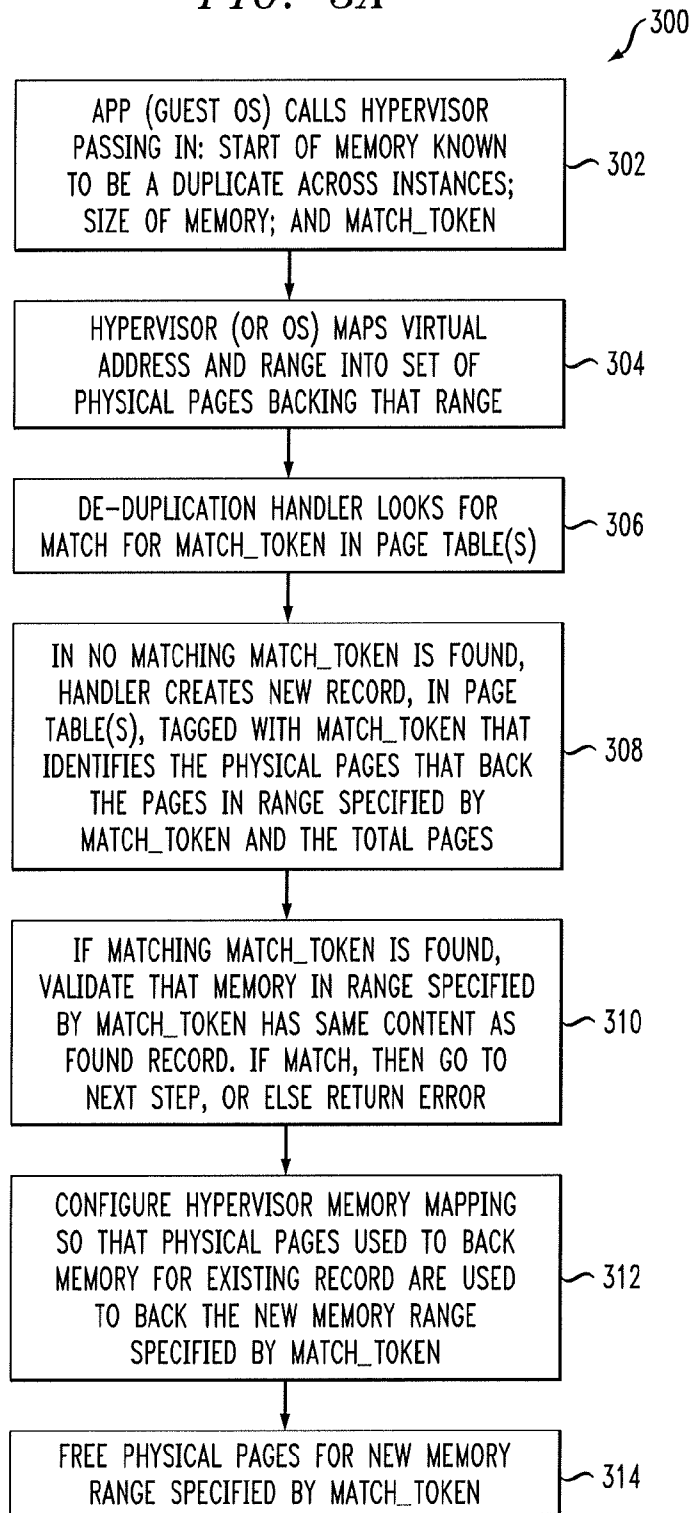 FIG. 3A
300
APP (GUEST OS) CALLS HYPERVISOR
PASSING IN: START OF MEMORY KNOWN
TO BE A DUPLICATE ACROSS INSTANCES;
SIZE OF MEMORY; AND MATCH_TOKEN
302
HYPERVISOR (OR OS) MAPS VIRTUAL
ADDRESS AND RANGE INTO SET OF
PHYSICAL PAGES BACKING THAT RANGE
304
DE-DUPLICATION HANDLER LOOKS FOR
MATCH FOR MATCH_TOKEN IN PAGE TABLE(S)
306
IN NO MATCHING MATCH_TOKEN IS FOUND,
HANDLER CREATES NEW RECORD, IN PAGE
TABLE(S), TAGGED WITH MATCH_TOKEN THAT
IDENTIFIES THE PHYSICAL PAGES THAT BACK
THE PAGES IN RANGE SPECIFIED BY
MATCH_TOKEN AND THE TOTAL PAGES
308
IF MATCHING MATCH_TOKEN IS FOUND,
VALIDATE THAT MEMORY IN RANGE SPECIFIED
BY MATCH_TOKEN HAS SAME CONTENT AS
FOUND RECORD. IF MATCH, THEN GO TO
NEXT STEP, OR ELSE RETURN ERROR
310
CONFIGURE HYPERVISOR MEMORY MAPPING
SO THAT PHYSICAL PAGES USED TO BACK
MEMORY FOR EXISTING RECORD ARE USED
TO BACK THE NEW MEMORY RANGE
SPECIFIED BY MATCH_TOKEN
312
FREE PHYSICAL PAGES FOR NEW MEMORY
RANGE SPECIFIED BY MATCH_TOKEN
314